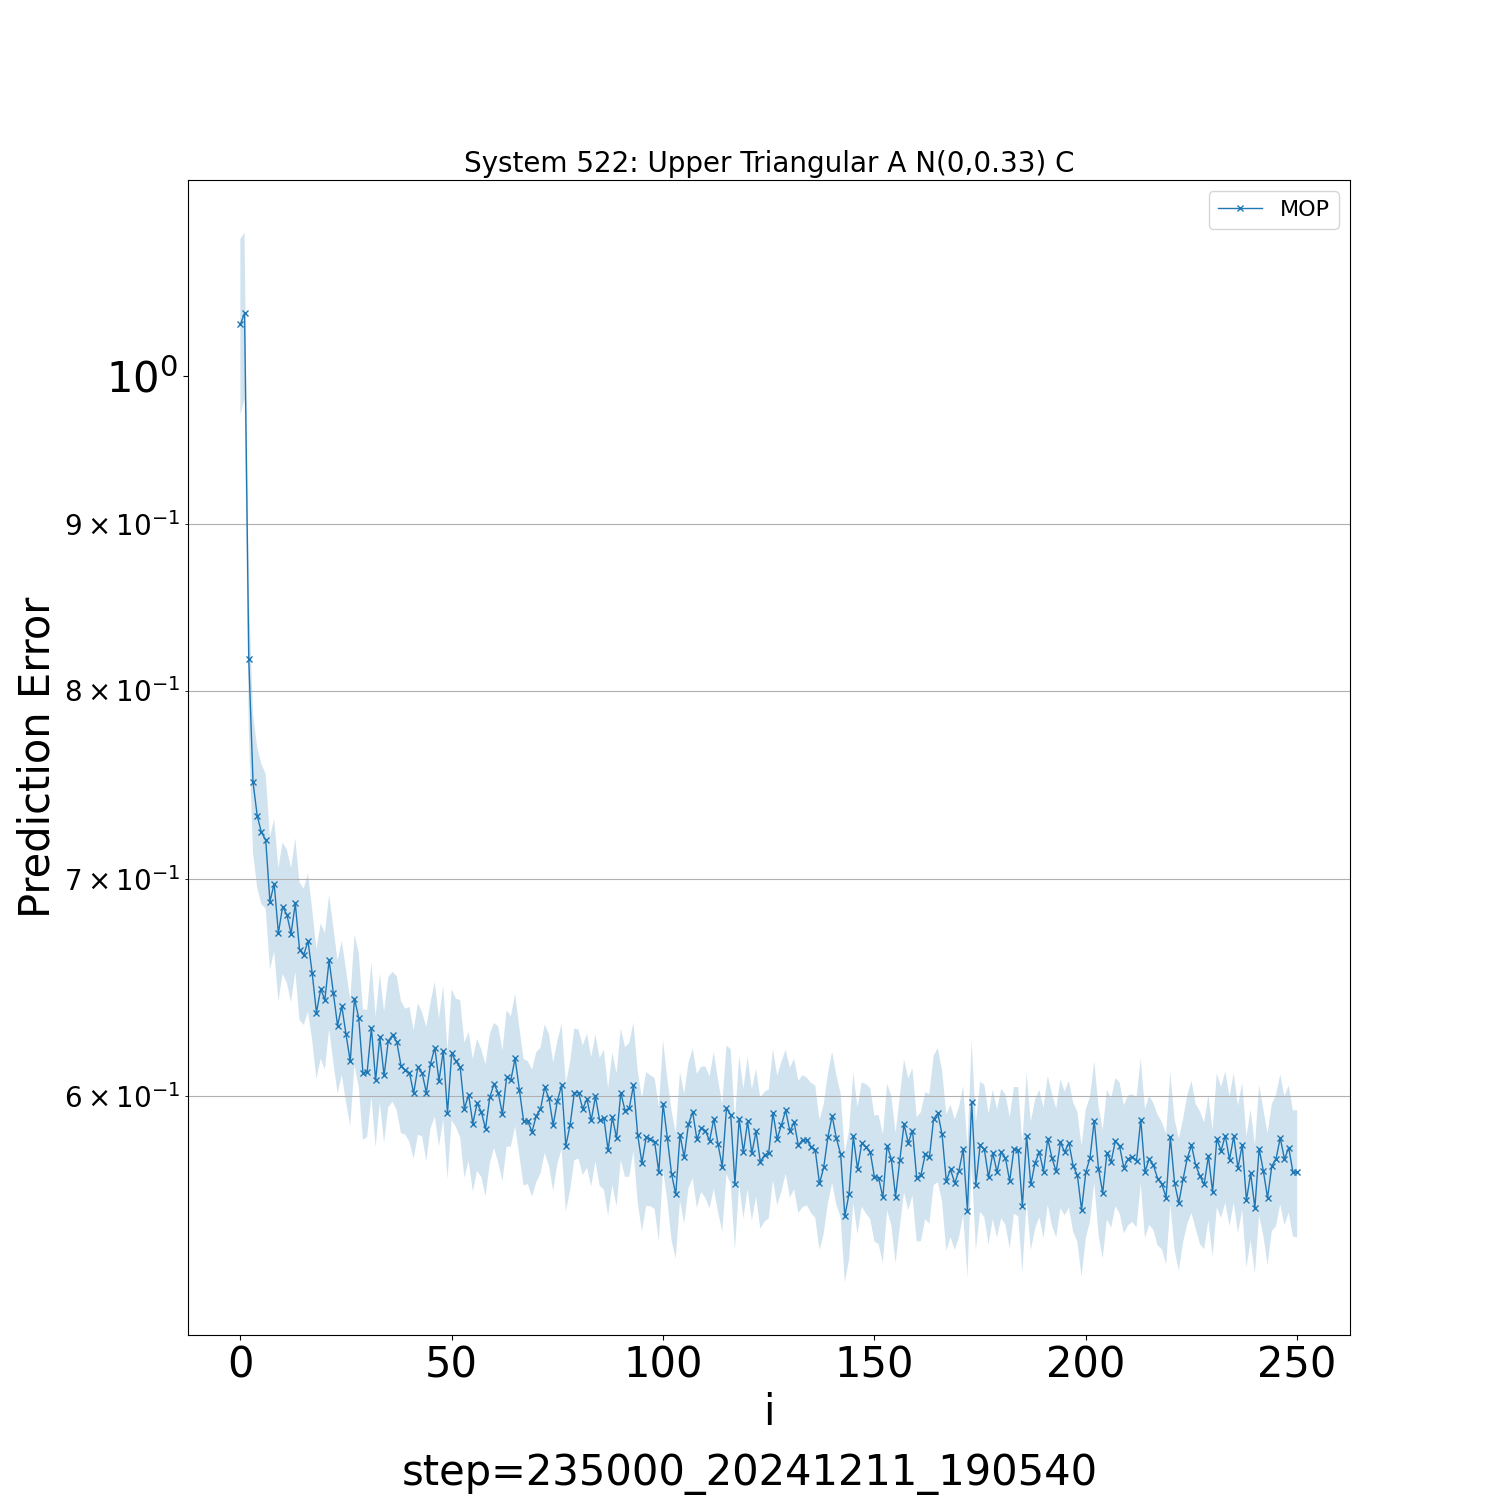 System 522: Upper Triangular A N(0,0.33) C
MOP
10⁰
9 × 10⁻¹
8 × 10⁻¹
7 × 10⁻¹
6 × 10⁻¹
Prediction Error
0 50 100 150 200 250
i
step=235000_20241211_190540